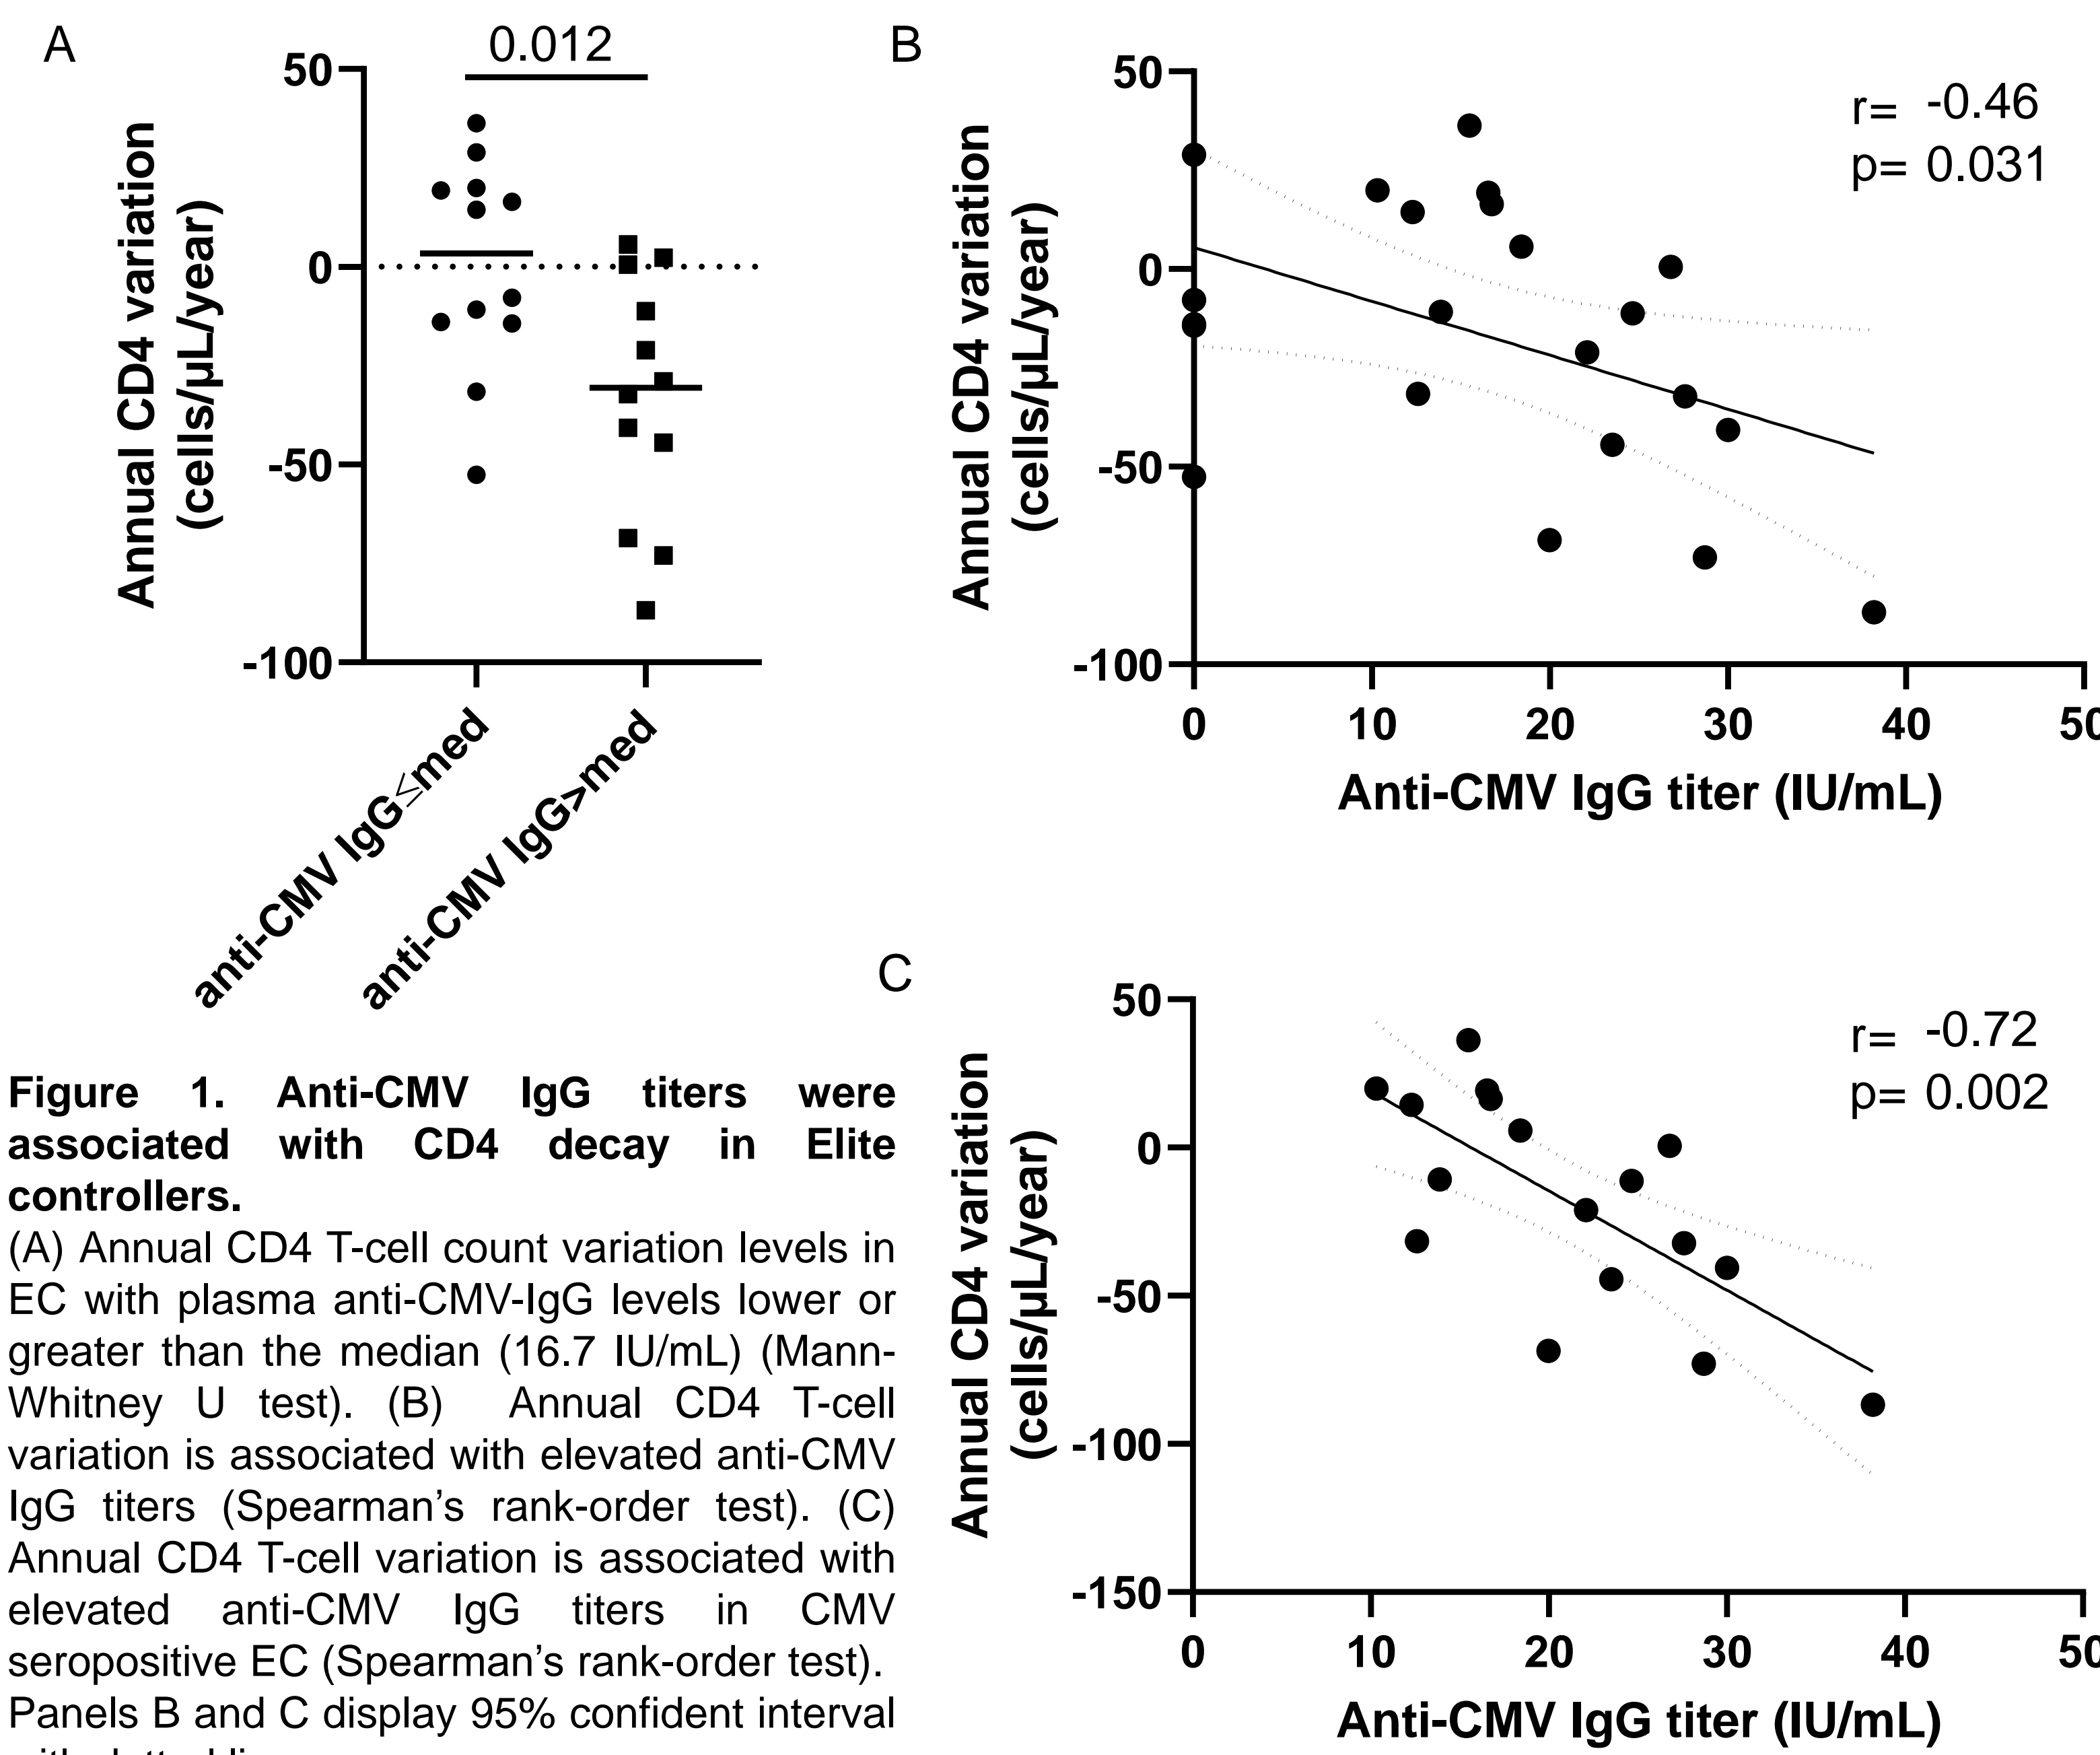 A
0.012
50
0
-50
-100
Annual CD4 variation
(cells/µL/year)
anti-CMV IgG≤med
anti-CMV IgG>med
B
50
0
-50
-100
Annual CD4 variation
(cells/µL/year)
r= -0.46
p= 0.031
0 10 20 30 40 50
Anti-CMV IgG titer (IU/mL)
C
50
0
-50
-100
-150
Annual CD4 variation
(cells/µL/year)
r= -0.72
p= 0.002
0 10 20 30 40 50
Anti-CMV IgG titer (IU/mL)
Figure 1. Anti-CMV IgG titers were
associated with CD4 decay in Elite
controllers.
(A) Annual CD4 T-cell count variation levels in
EC with plasma anti-CMV-IgG levels lower or
greater than the median (16.7 IU/mL) (Mann-
Whitney U test). (B) Annual CD4 T-cell
variation is associated with elevated anti-CMV
IgG titers (Spearman’s rank-order test). (C)
Annual CD4 T-cell variation is associated with
elevated anti-CMV IgG titers in CMV
seropositive EC (Spearman’s rank-order test).
Panels B and C display 95% confident interval